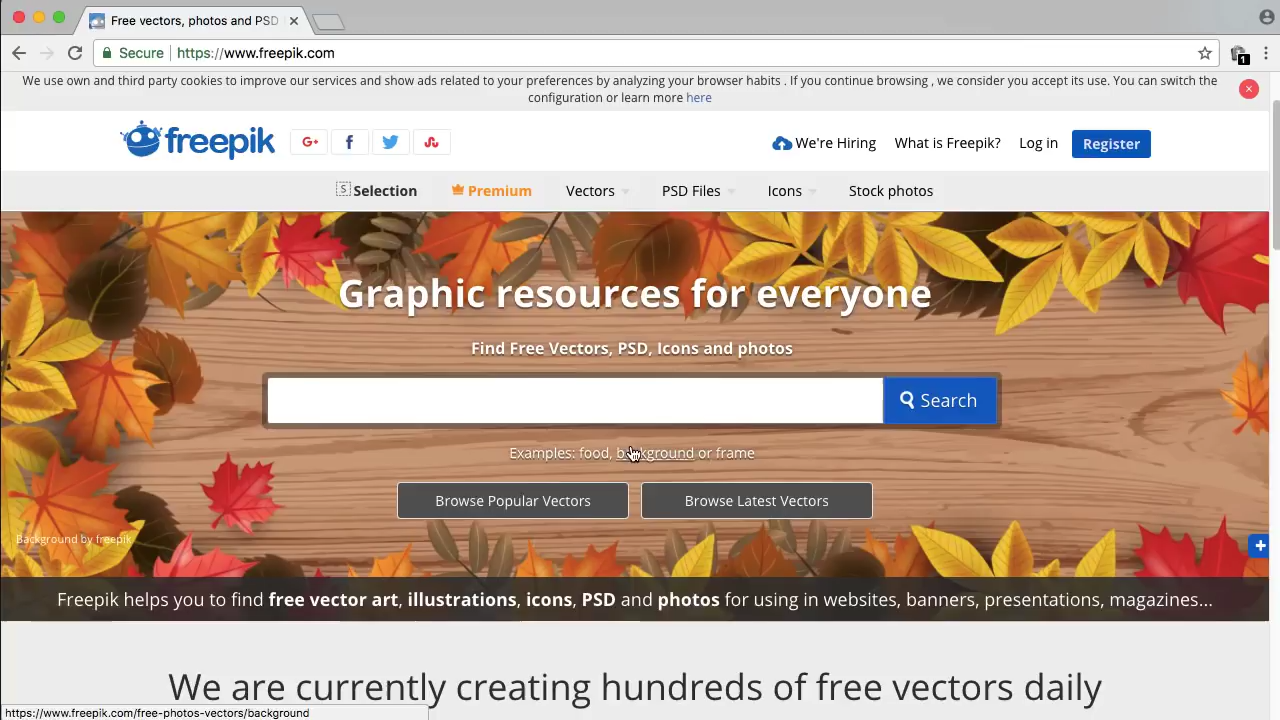 Free vectors, photos and PSD
Secure https://www.freepik.com
1
We use own and third party cookies to improve our services and show ads related to your preferences by analyzing your browser habits . If you continue browsing , we consider you accept its use. You can switch the
configuration or learn more here
freepik
G+ f
We're Hiring What is Freepik? Log in Register
S Selection Premium Vectors PSD Files Icons Stock photos
Graphic resources for everyone
Find Free Vectors, PSD, Icons and photos
Search
Examples: food, background or frame
Browse Popular Vectors Browse Latest Vectors
Background by freepik
Freepik helps you to find free vector art, illustrations, icons, PSD and photos for using in websites, banners, presentations, magazines...
We are currently creating hundreds of free vectors daily
https://www.freepik.com/free-photos-vectors/background